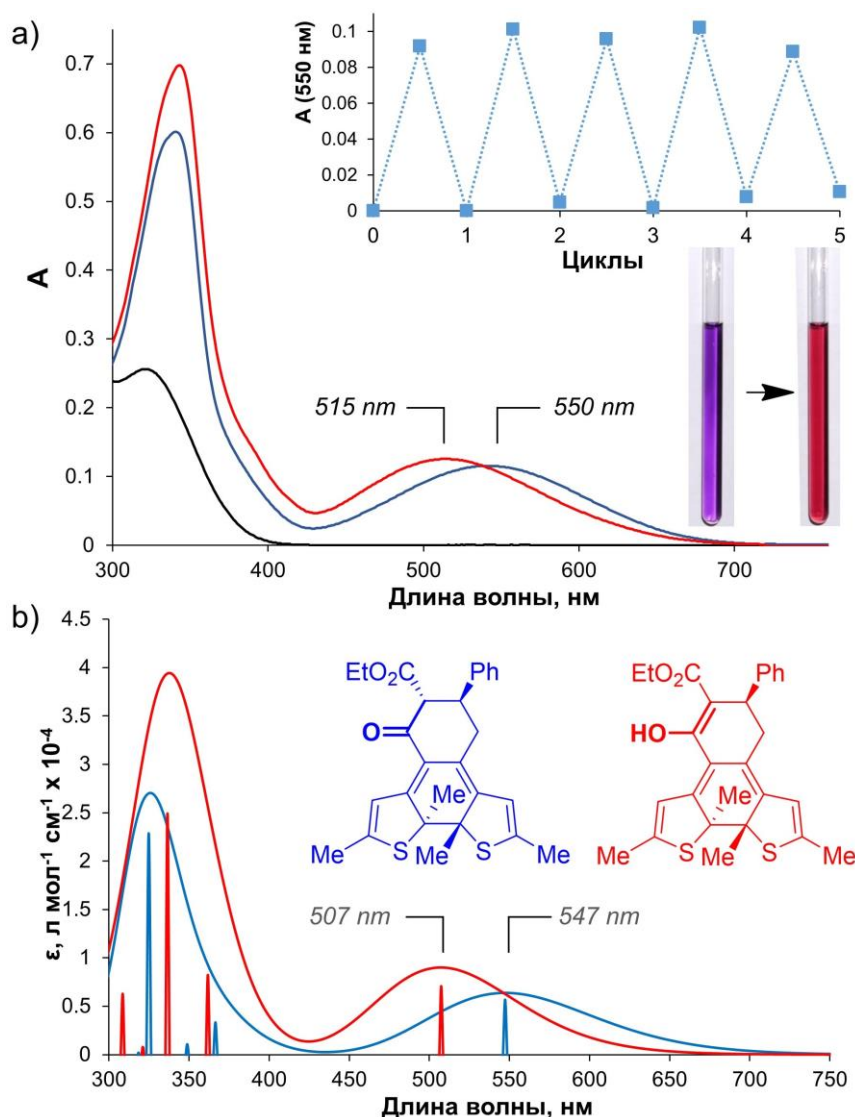 a)
0.7
0.6
0.5
0.4
0.3
0.2
0.1
0
A
300 400 500 600 700
Длина волны, нм
515 nm
550 nm
A (550 нм)
0.1
0.08
0.06
0.04
0.02
0
0 1 2 3 4 5
Циклы
b)
4.5
4
3.5
3
2.5
2
1.5
1
0.5
0
ε, л мол⁻¹ см⁻¹ x 10⁻⁴
EtO₂C Ph
O
Me
Me S Me S Me
EtO₂C Ph
HO
Me
Me S Me S Me
507 nm
547 nm
300 350 400 450 500 550 600 650 700 750
Длина волны, нм